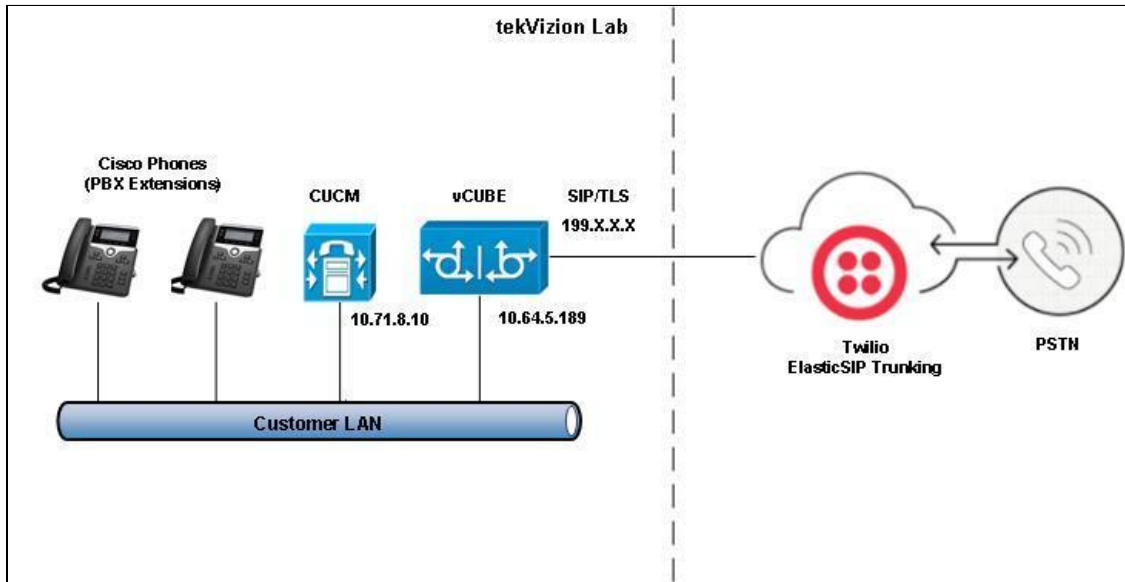 tekVizion Lab
Cisco Phones
(PBX Extensions)
CUCM
vCUBE
SIP/TLS
199.X.X.X
10.71.8.10
10.64.5.189
Customer LAN
Twilio
ElasticSIP Trunking
PSTN